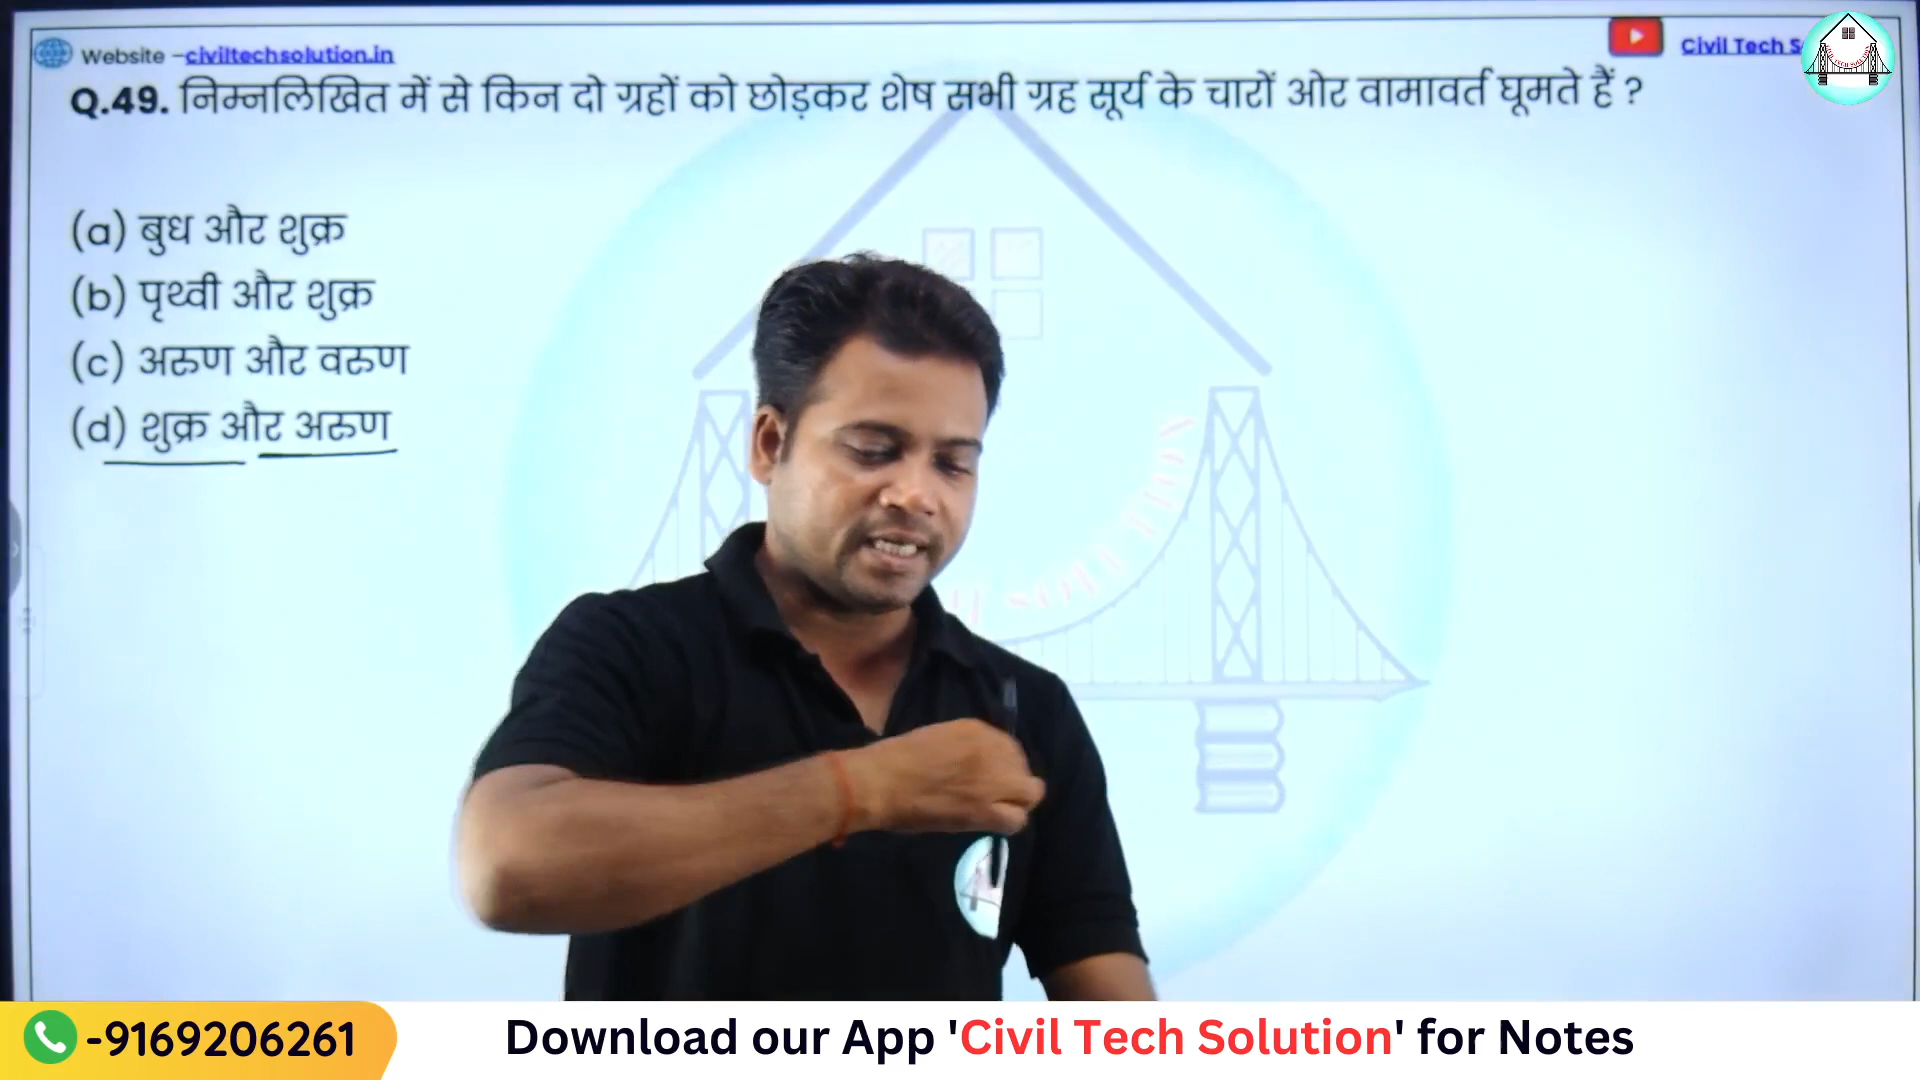 Website –civiltechsolution.in
Civil Tech S
Q.49. निम्नलिखित में से किन दो ग्रहों को छोड़कर शेष सभी ग्रह सूर्य के चारों ओर वामावर्त घूमते हैं ?
(a) बुध और शुक्र
(b) पृथ्वी और शुक्र
(c) अरुण और वरुण
(d) शुक्र और अरुण
-9169206261
Download our App 'Civil Tech Solution' for Notes